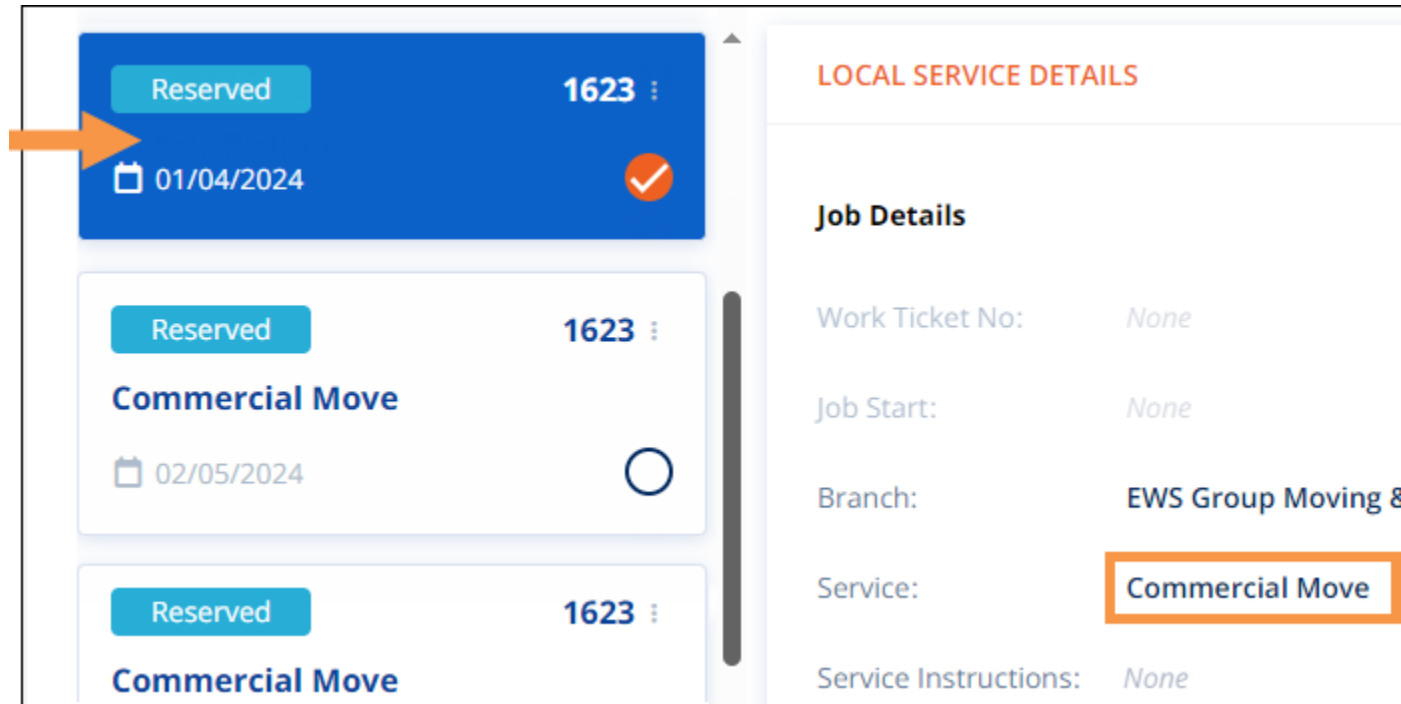 Reserved 1623
01/04/2024
Reserved 1623
Commercial Move
02/05/2024
Reserved 1623
Commercial Move
LOCAL SERVICE DETAILS
Job Details
Work Ticket No: None
Job Start: None
Branch: EWS Group Moving &
Service: Commercial Move
Service Instructions: None